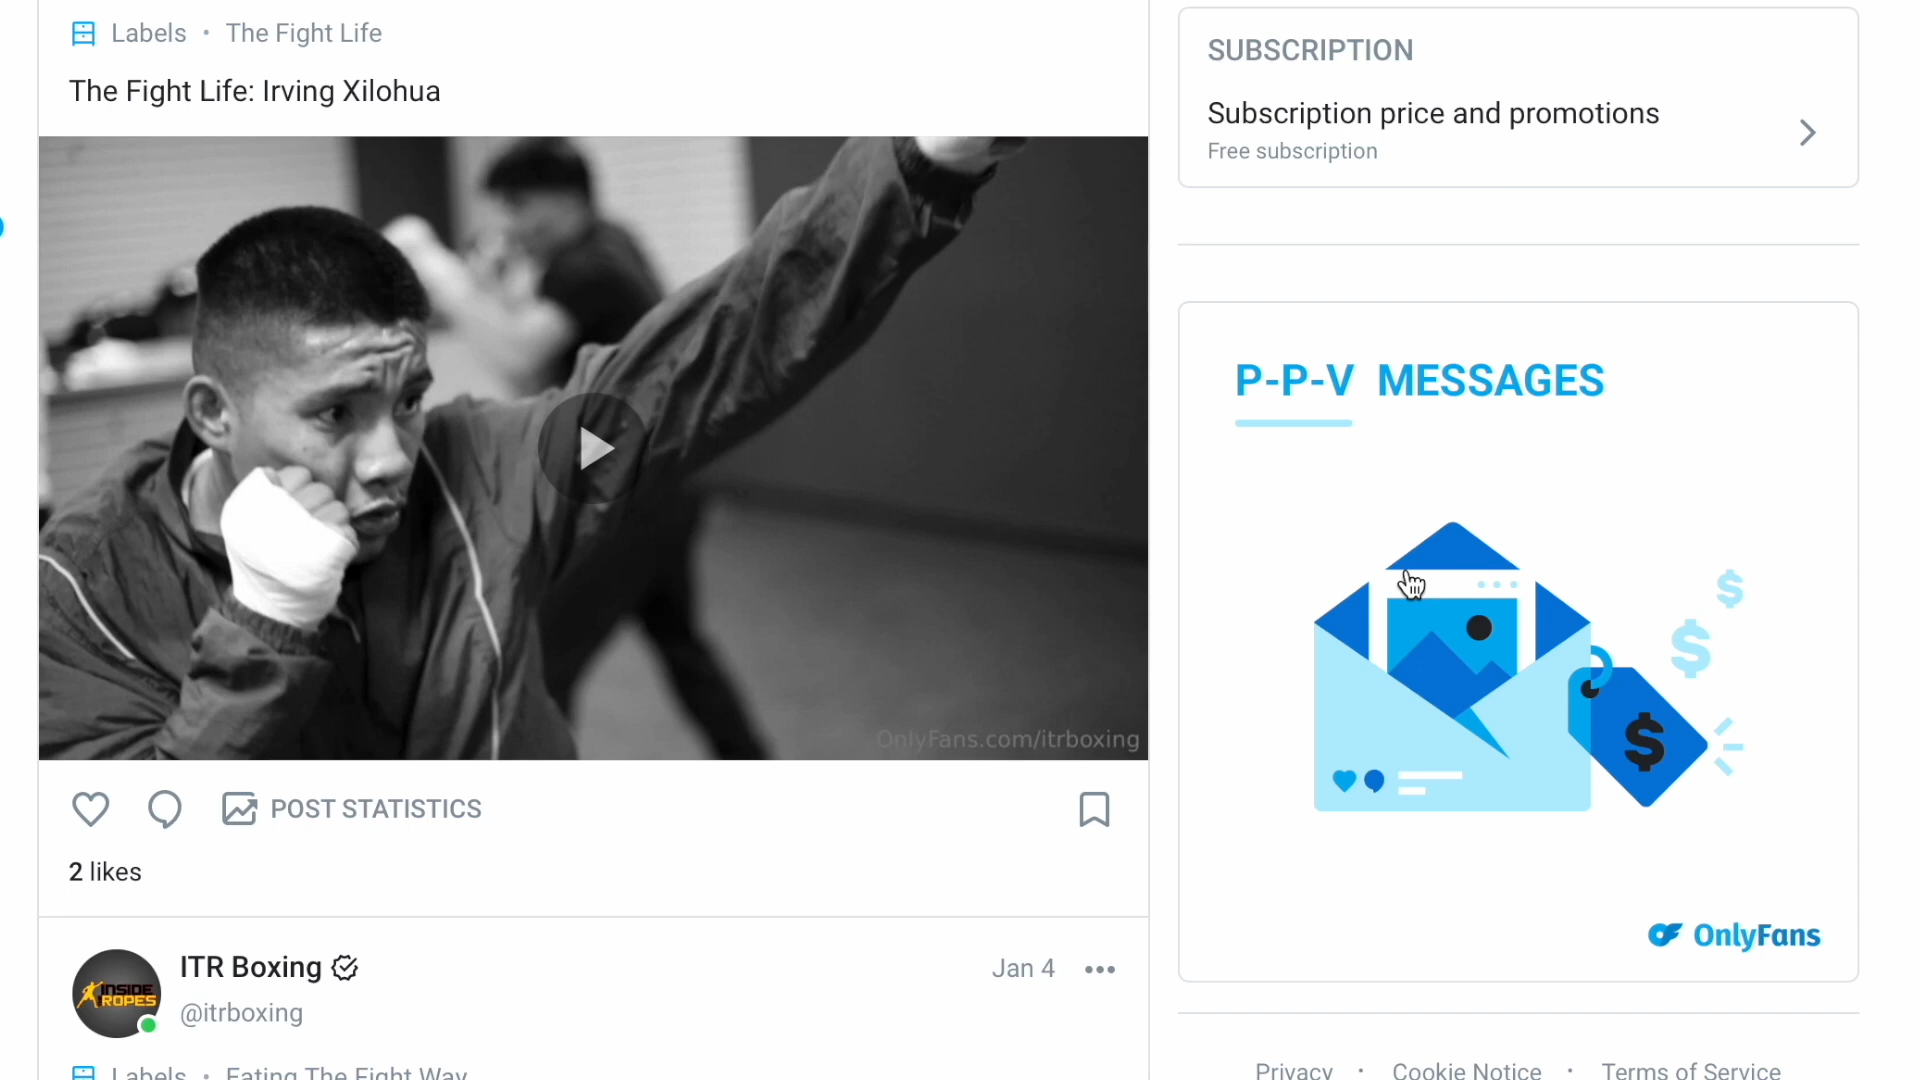 Labels • The Fight Life
The Fight Life: Irving Xilohua
OnlyFans.com/itrboxing
POST STATISTICS
2 likes
INSIDE
ROPES
ITR Boxing
@itrboxing
Jan 4
Labels • Eating The Fight Way
SUBSCRIPTION
Subscription price and promotions
Free subscription
P-P-V MESSAGES
$
$
$
OnlyFans
Privacy • Cookie Notice • Terms of Service